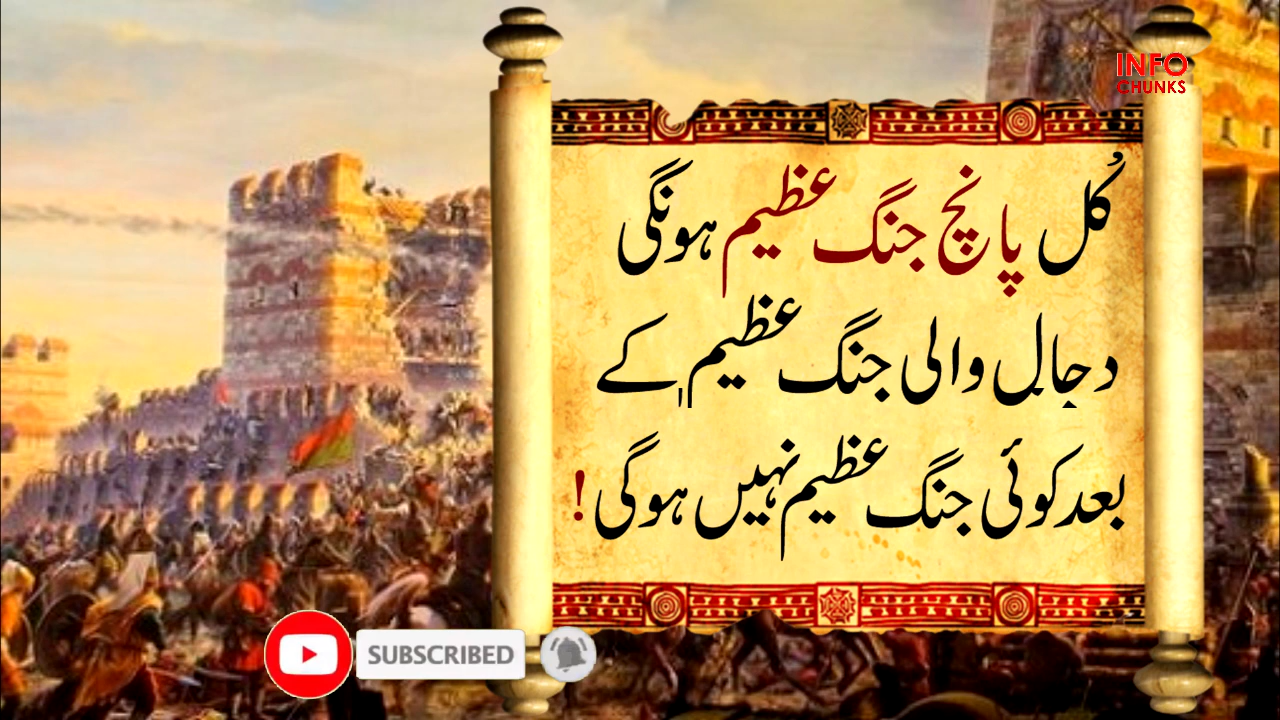 INFO
CHUNKS
کُل پانچ جنگ عظیم ہونگی
دجال والی جنگ عظیم کے
بعد کوئی جنگ عظیم نہیں ہوگی!
SUBSCRIBED